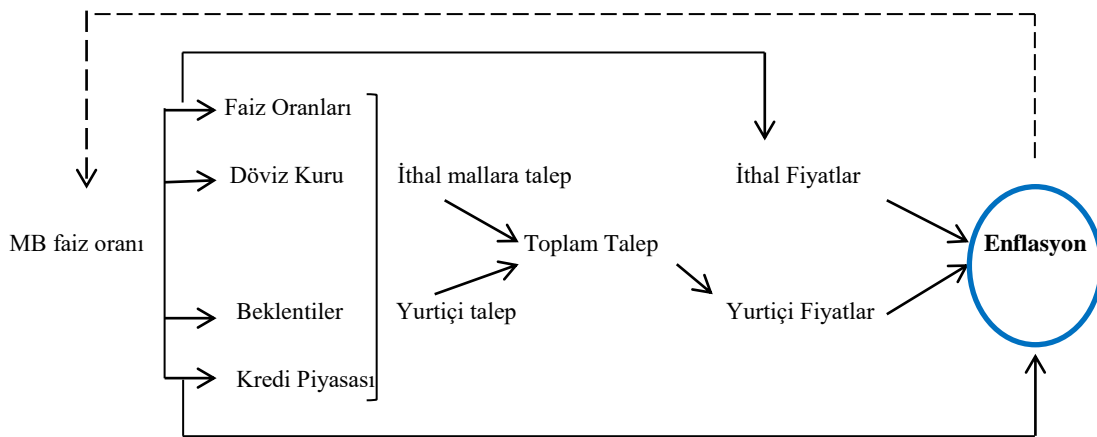 Faiz Oranları
Döviz Kuru
İthal mallara talep
İthal Fiyatlar
MB faiz oranı
Toplam Talep
Enflasyon
Beklentiler
Yurtiçi talep
Yurtiçi Fiyatlar
Kredi Piyasası